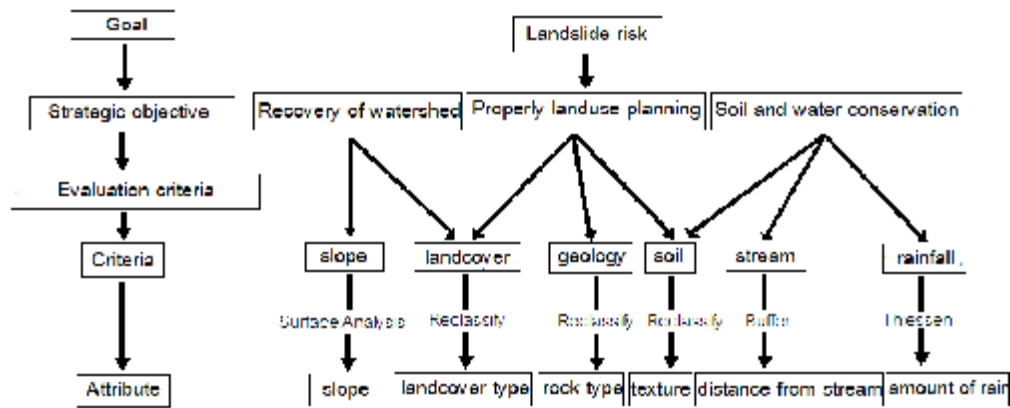 Goal
Landslide risk
Strategic objective
Recovery of watershed
Properly landuse planning
Soil and water conservation
Evaluation criteria
Criteria
slope
landcover
geology
soil
stream
rainfall
Surface Analysis
Reclassify
Reclassify
Reclassify
Buffer
Thiessen
Attribute
slope
landcover type
rock type
texture
distance from stream
amount of rain